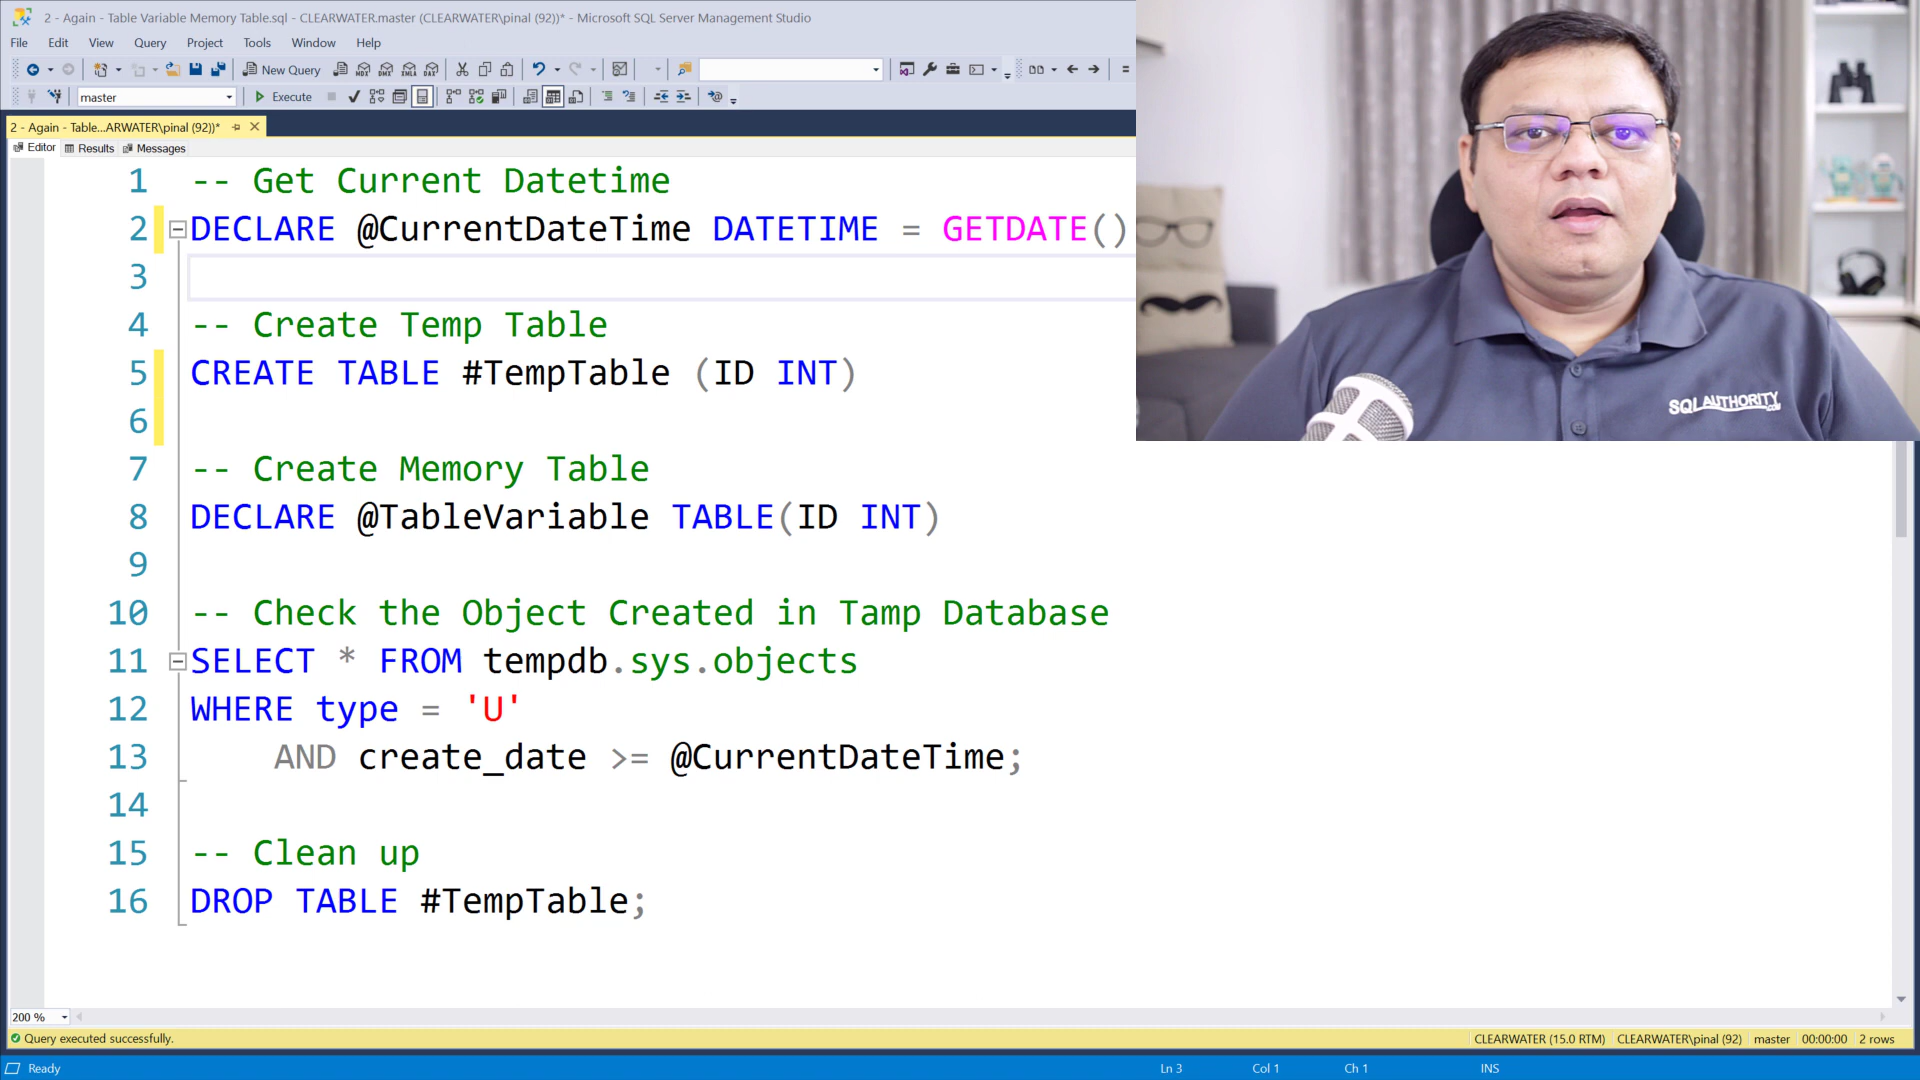 2 - Again - Table Variable Memory Table.sql - CLEARWATER.master (CLEARWATER\pinal (92))* - Microsoft SQL Server Management Studio
File Edit View Query Project Tools Window Help
New Query
master Execute
2 - Again - Table...ARWATER\pinal (92))*
Editor Results Messages
1 -- Get Current Datetime
2 DECLARE @CurrentDateTime DATETIME = GETDATE()
3
4 -- Create Temp Table
5 CREATE TABLE #TempTable (ID INT)
6
7 -- Create Memory Table
8 DECLARE @TableVariable TABLE(ID INT)
9
10 -- Check the Object Created in Tamp Database
11 SELECT * FROM tempdb.sys.objects
12 WHERE type = 'U'
13 AND create_date >= @CurrentDateTime;
14
15 -- Clean up
16 DROP TABLE #TempTable;
SQLAUTHORITY.COM
200 %
Query executed successfully. CLEARWATER (15.0 RTM) CLEARWATER\pinal (92) master 00:00:00 2 rows
Ready Ln 3 Col 1 Ch 1 INS